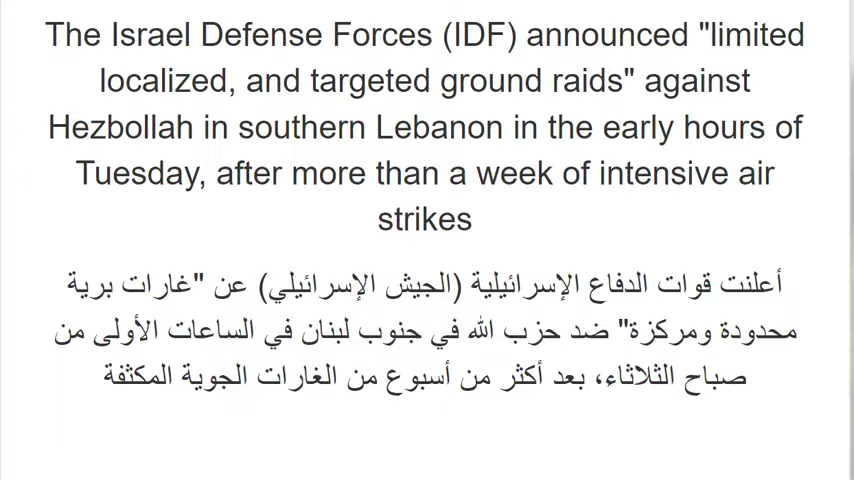 The Israel Defense Forces (IDF) announced "limited
localized, and targeted ground raids" against
Hezbollah in southern Lebanon in the early hours of
Tuesday, after more than a week of intensive air
strikes
أعلنت قوات الدفاع الإسرائيلية (الجيش الإسرائيلي) عن "غارات برية
محدودة ومركزة" ضد حزب الله في جنوب لبنان في الساعات الأولى من
صباح الثلاثاء، بعد أكثر من أسبوع من الغارات الجوية المكثفة